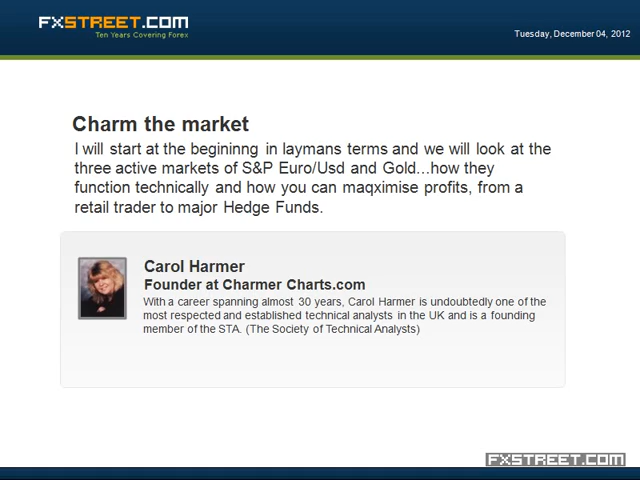 FXSTREET.COM
Ten Years Covering Forex
Tuesday, December 04, 2012
Charm the market
I will start at the begininng in laymans terms and we will look at the
three active markets of S&P Euro/Usd and Gold...how they
function technically and how you can maqximise profits, from a
retail trader to major Hedge Funds.
Carol Harmer
Founder at Charmer Charts.com
With a career spanning almost 30 years, Carol Harmer is undoubtedly one of the
most respected and established technical analysts in the UK and is a founding
member of the STA. (The Society of Technical Analysts)
FXSTREET.COM